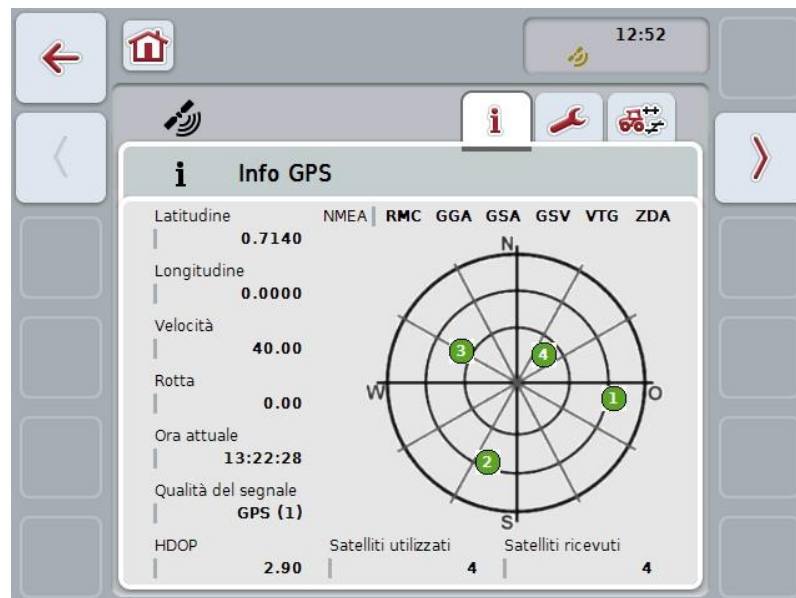 12:52
i
i Info GPS
Latitudine
0.7140
NMEA RMC GGA GSA GSV VTG ZDA
Longitudine
0.0000
Velocità
40.00
Rotta
0.00
Ora attuale
13:22:28
Qualità del segnale
GPS (1)
HDOP
2.90
N
3
4
W
1
O
2
S
Satelliti utilizzati
4
Satelliti ricevuti
4